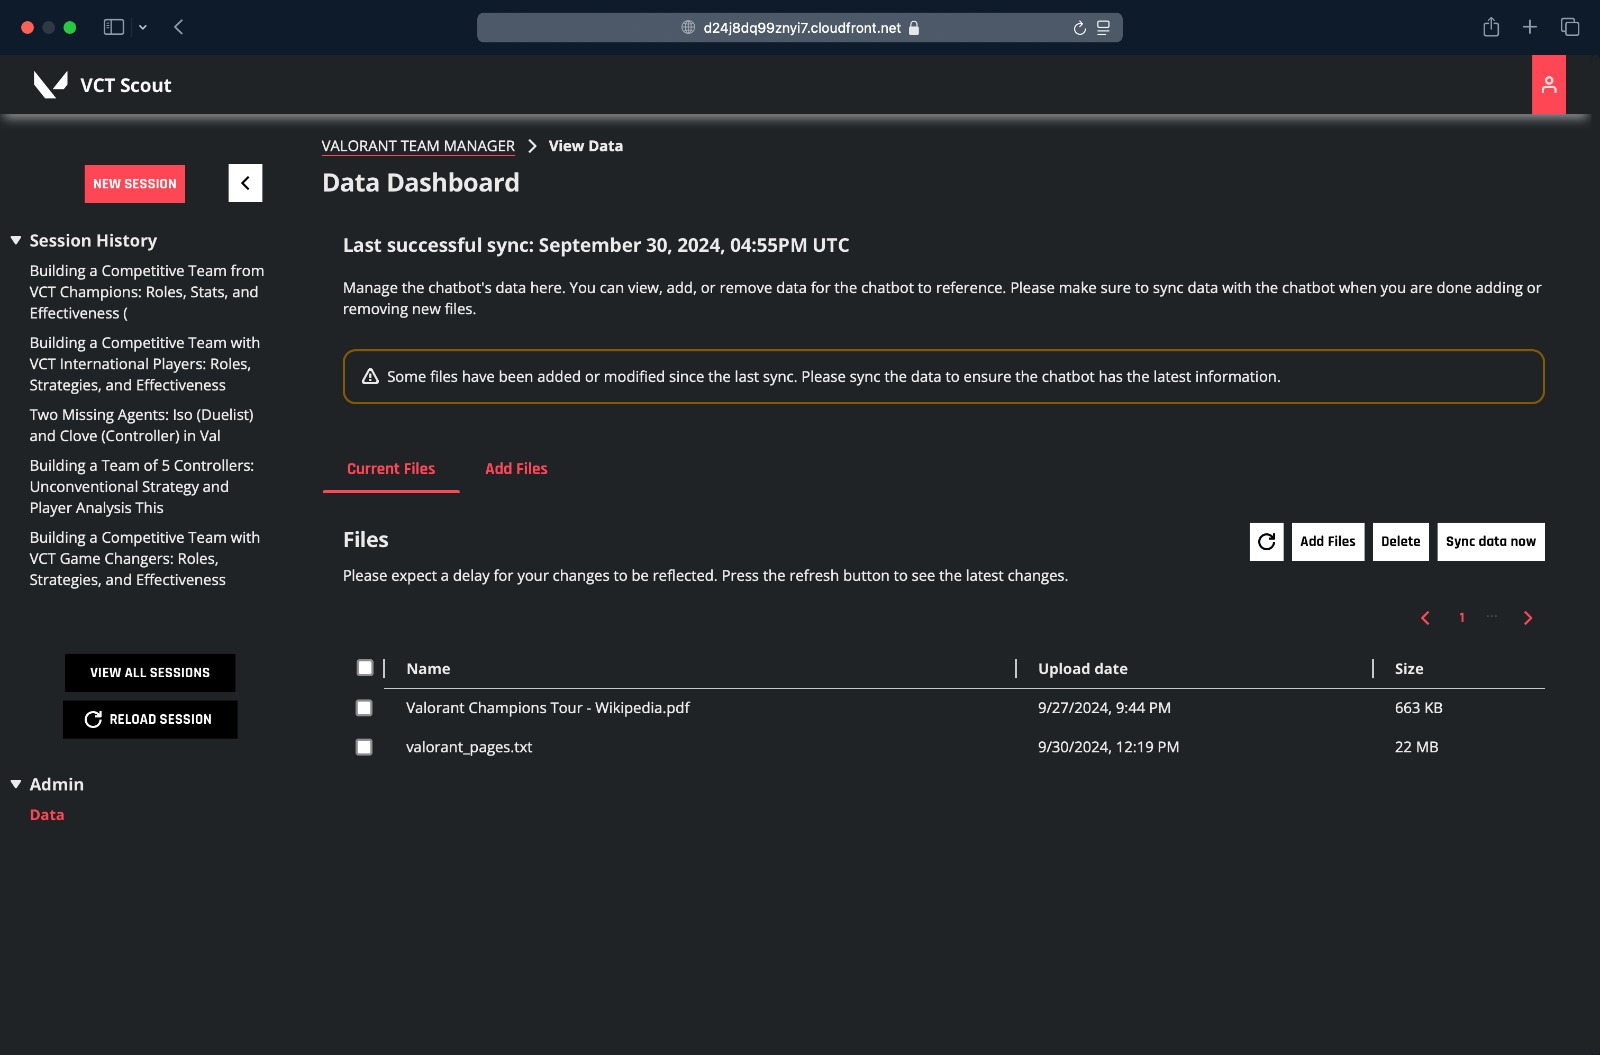 d24j8dq99znyi7.cloudfront.net
VCT Scout
VALORANT TEAM MANAGER > View Data
Data Dashboard
NEW SESSION
Session History
Building a Competitive Team from
VCT Champions: Roles, Stats, and
Effectiveness (
Building a Competitive Team with
VCT International Players: Roles,
Strategies, and Effectiveness
Two Missing Agents: Iso (Duelist)
and Clove (Controller) in Val
Building a Team of 5 Controllers:
Unconventional Strategy and
Player Analysis This
Building a Competitive Team with
VCT Game Changers: Roles,
Strategies, and Effectiveness
VIEW ALL SESSIONS
RELOAD SESSION
Admin
Data
Last successful sync: September 30, 2024, 04:55PM UTC
Manage the chatbot's data here. You can view, add, or remove data for the chatbot to reference. Please make sure to sync data with the chatbot when you are done adding or
removing new files.
Some files have been added or modified since the last sync. Please sync the data to ensure the chatbot has the latest information.
Current Files Add Files
Files
Add Files Delete Sync data now
Please expect a delay for your changes to be reflected. Press the refresh button to see the latest changes.
1 ...
Name Upload date Size
Valorant Champions Tour - Wikipedia.pdf 9/27/2024, 9:44 PM 663 KB
valorant_pages.txt 9/30/2024, 12:19 PM 22 MB